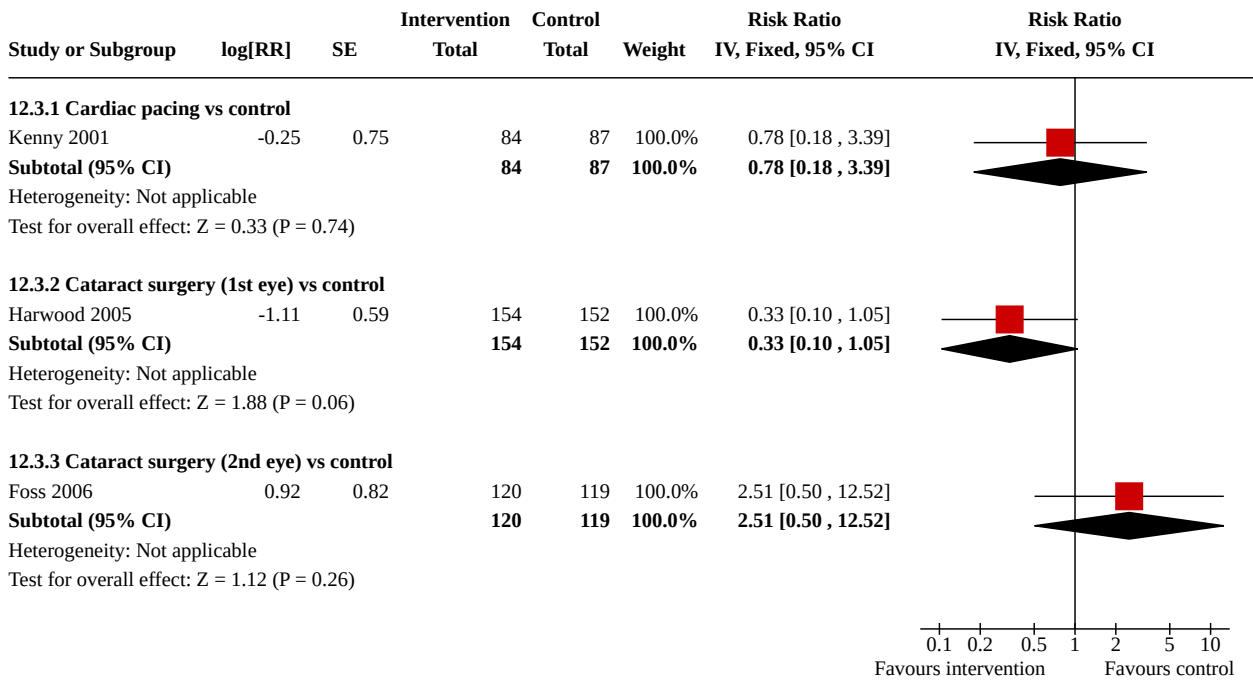 Intervention Control Risk Ratio Risk Ratio
Study or Subgroup log[RR] SE Total Total Weight IV, Fixed, 95% CI IV, Fixed, 95% CI
12.3.1 Cardiac pacing vs control
Kenny 2001 -0.25 0.75 84 87 100.0% 0.78 [0.18 , 3.39]
Subtotal (95% CI) 84 87 100.0% 0.78 [0.18 , 3.39]
Heterogeneity: Not applicable
Test for overall effect: Z = 0.33 (P = 0.74)
12.3.2 Cataract surgery (1st eye) vs control
Harwood 2005 -1.11 0.59 154 152 100.0% 0.33 [0.10 , 1.05]
Subtotal (95% CI) 154 152 100.0% 0.33 [0.10 , 1.05]
Heterogeneity: Not applicable
Test for overall effect: Z = 1.88 (P = 0.06)
12.3.3 Cataract surgery (2nd eye) vs control
Foss 2006 0.92 0.82 120 119 100.0% 2.51 [0.50 , 12.52]
Subtotal (95% CI) 120 119 100.0% 2.51 [0.50 , 12.52]
Heterogeneity: Not applicable
Test for overall effect: Z = 1.12 (P = 0.26)
0.1 0.2 0.5 1 2 5 10
Favours intervention Favours control